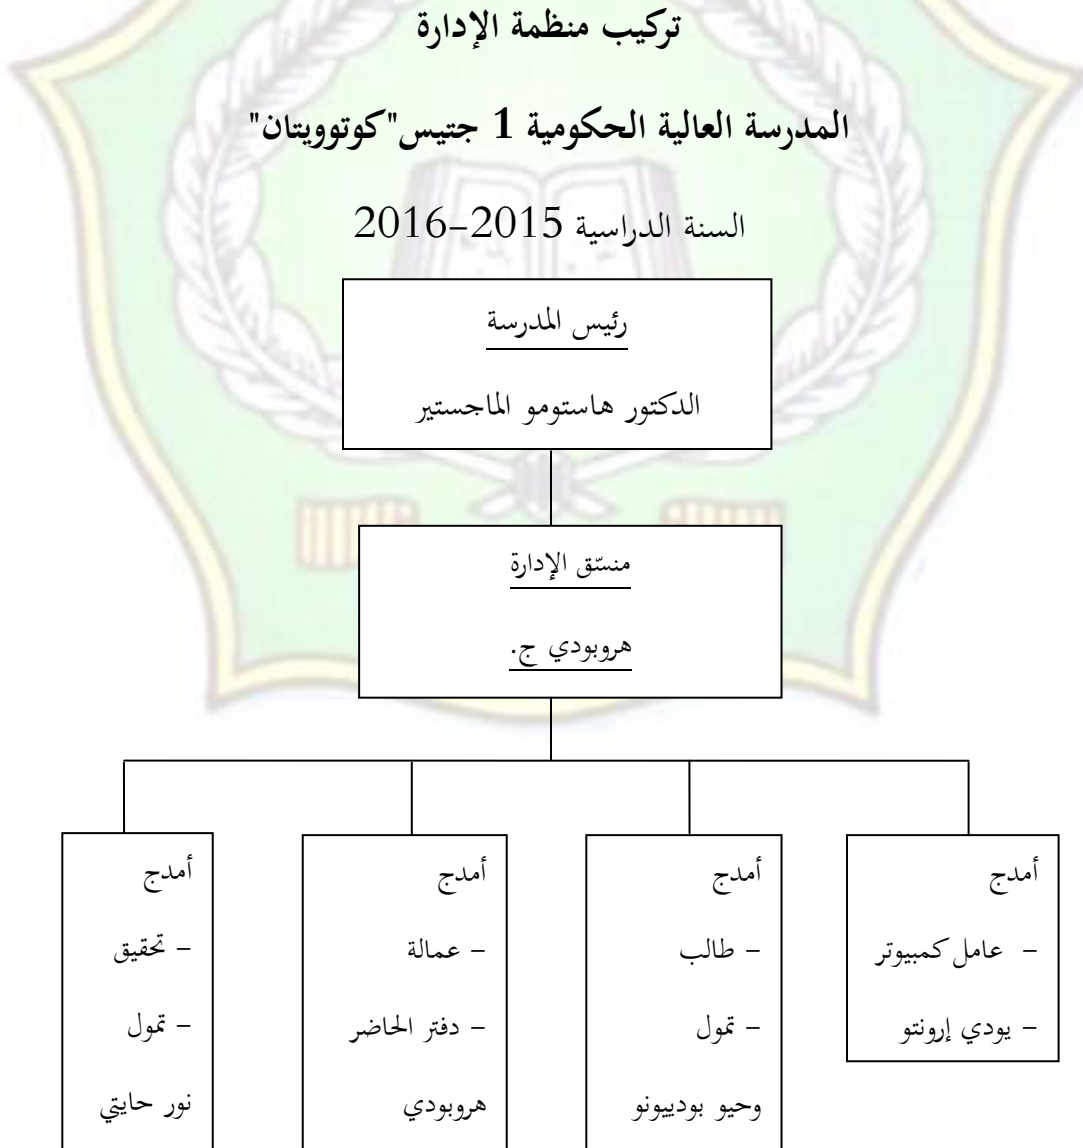 تركيب منظمة الإدارة
المدرسة العالية الحكومية 1 جتيس"كوتوويتان"
السنة الدراسية 2015-2016
رئيس المدرسة
الدكتور هاستومو الماجستير
منسّق الإدارة
هروبودي ج.
أمدج
- عامل كمبيوتر
- يودي إرونتو
أمدج
- طالب
- تمول
وحيو بودييونو
أمدج
- عمالة
- دفتر الحاضر
هروبودي
أمدج
- تحقيق
- تمول
نور حايتي